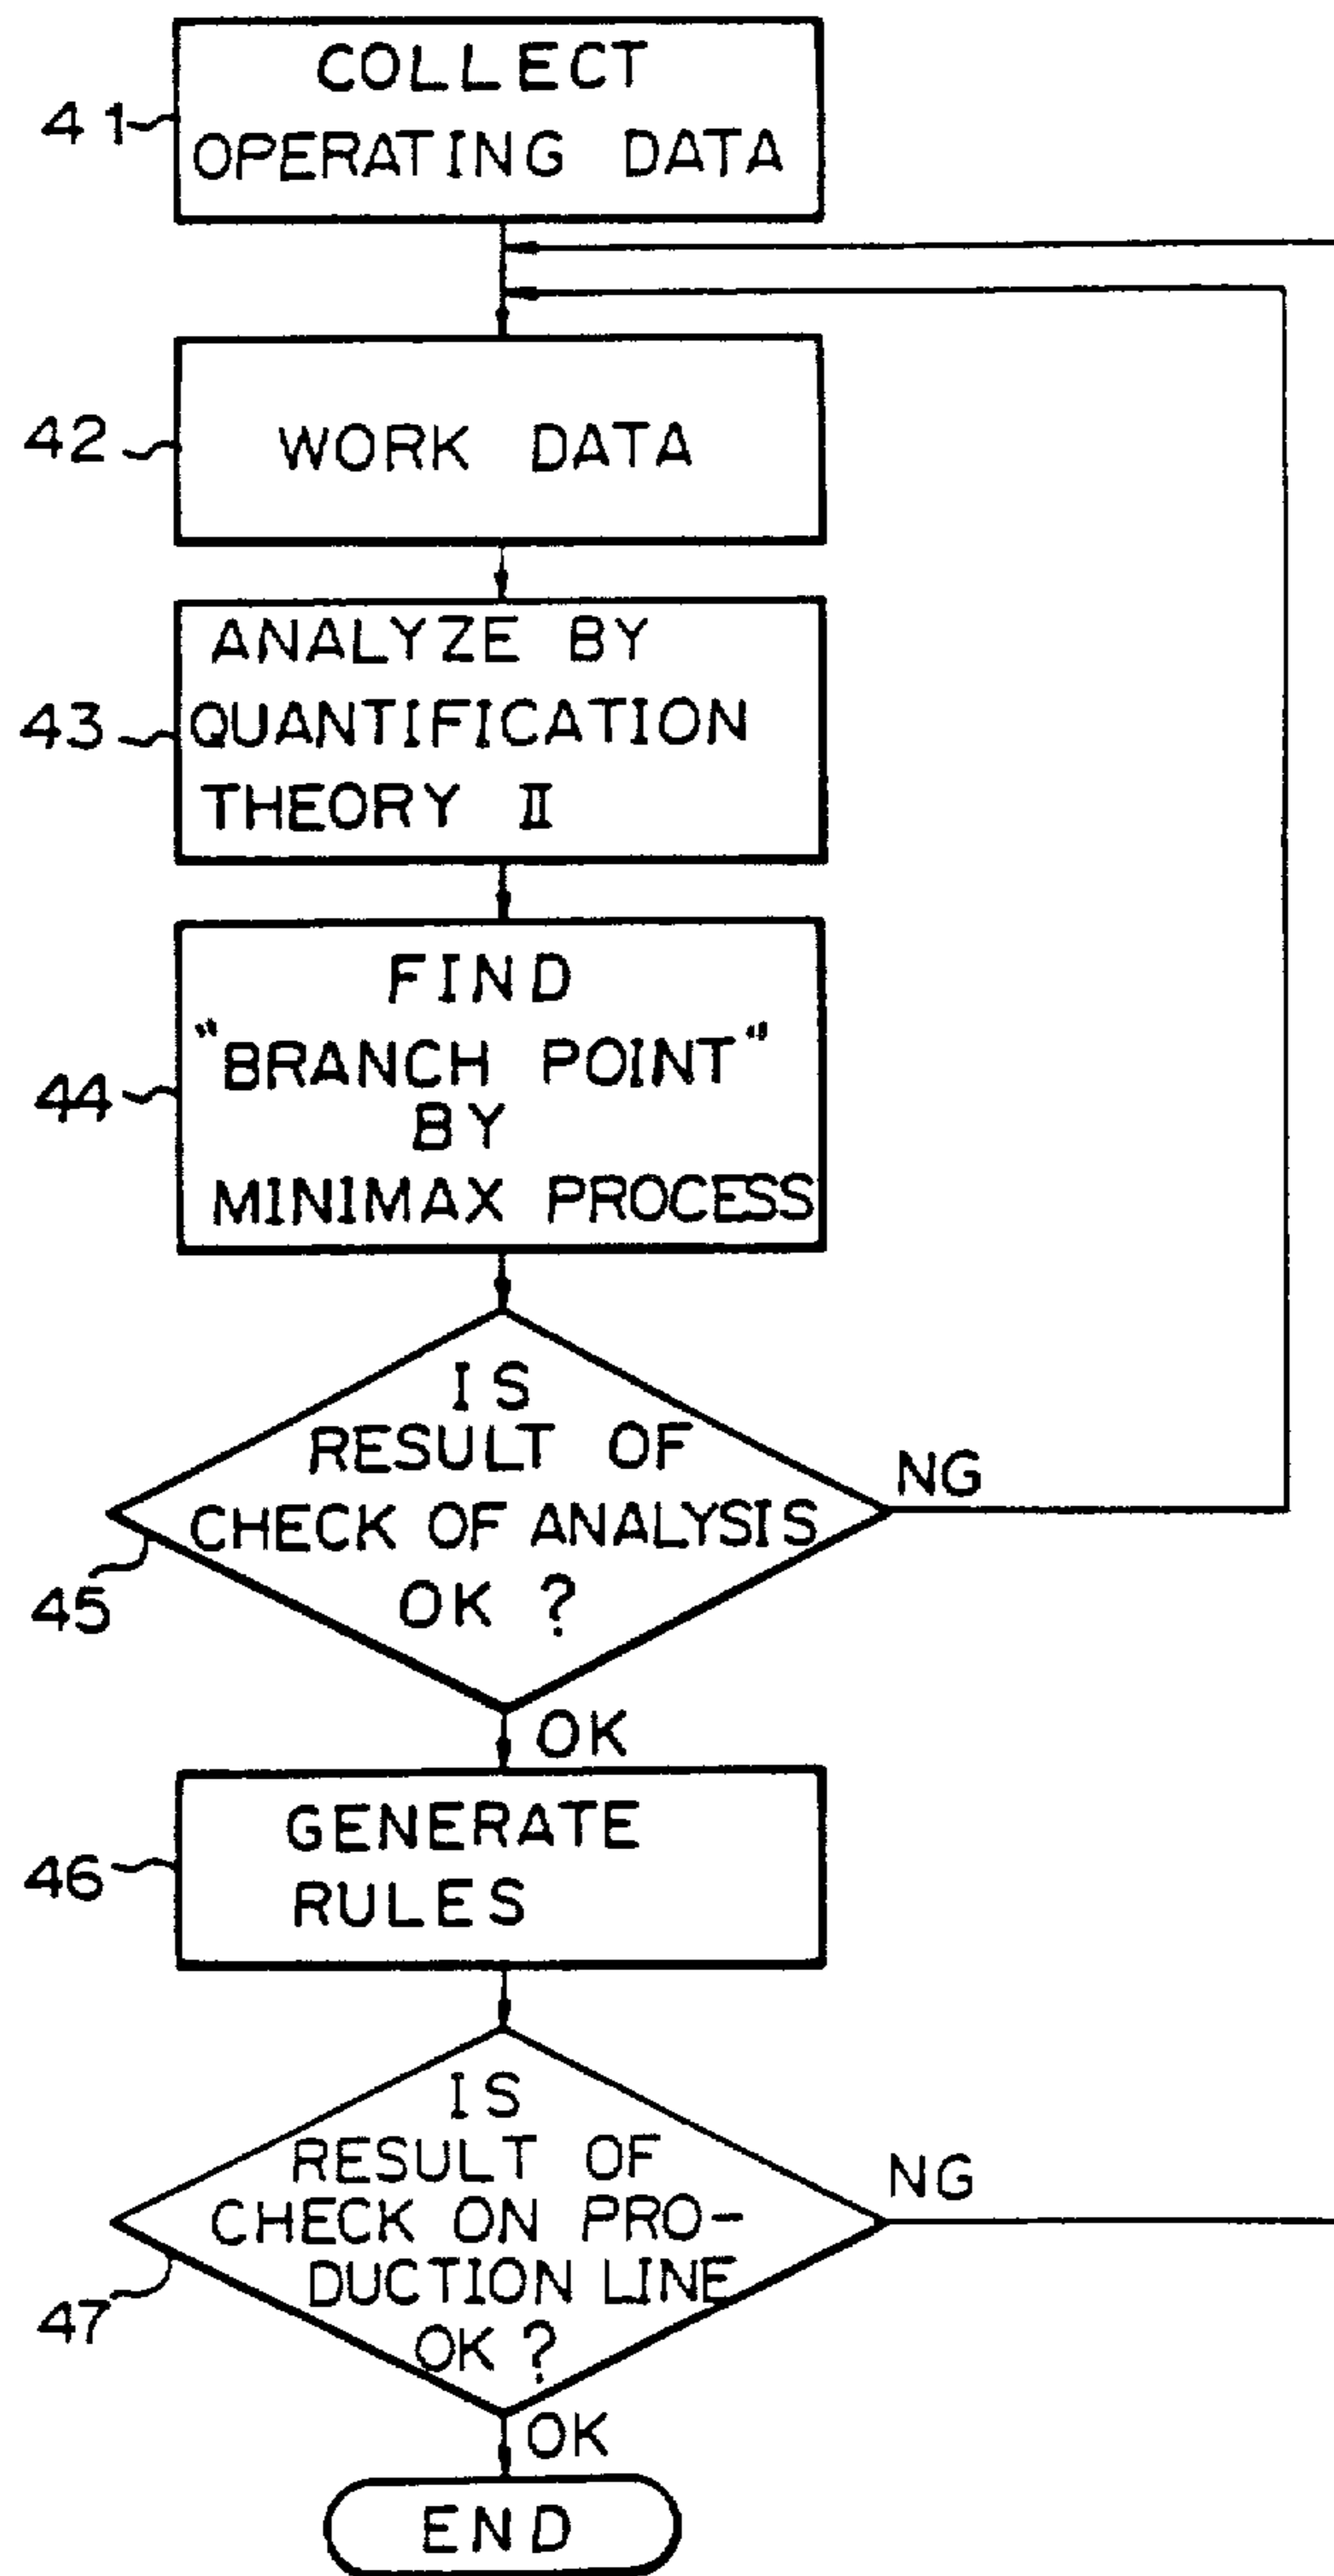 COLLECT
41 OPERATING DATA
42 WORK DATA
ANALYZE BY
43 QUANTIFICATION
THEORY II
FIND
"BRANCH POINT"
44 BY
MINIMAX PROCESS
IS
RESULT OF
NG
CHECK OF ANALYSIS
45 OK ?
OK
GENERATE
46 RULES
IS
RESULT OF
NG
CHECK ON PRO-
DUCTION LINE
47 OK ?
OK
END